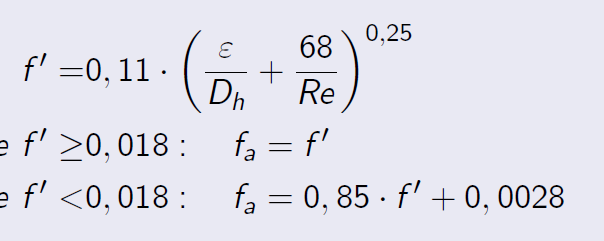 f′ =0, 11 · (ε/D_h + 68/Re)^0,25
e f′ ≥0, 018 : f_a = f′
e f′ <0, 018 : f_a = 0, 85 · f′ + 0, 0028